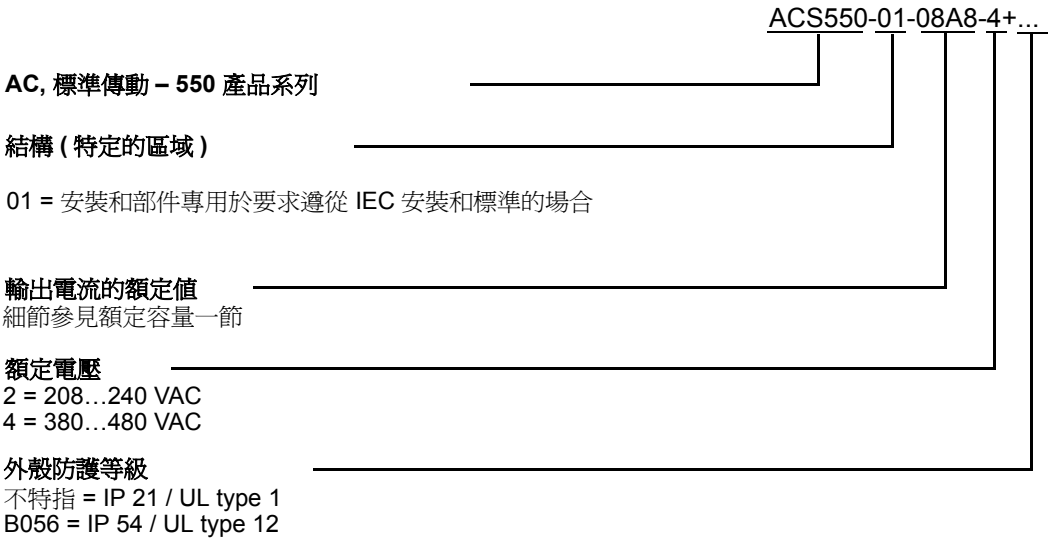 ACS550-01-08A8-4+...
AC, 標準傳動 – 550 產品系列
結構 ( 特定的區域 )
01 = 安裝和部件專用於要求遵從 IEC 安裝和標準的場合
輸出電流的額定值
細節參見額定容量一節
額定電壓
2 = 208…240 VAC
4 = 380…480 VAC
外殼防護等級
不特指 = IP 21 / UL type 1
B056 = IP 54 / UL type 12